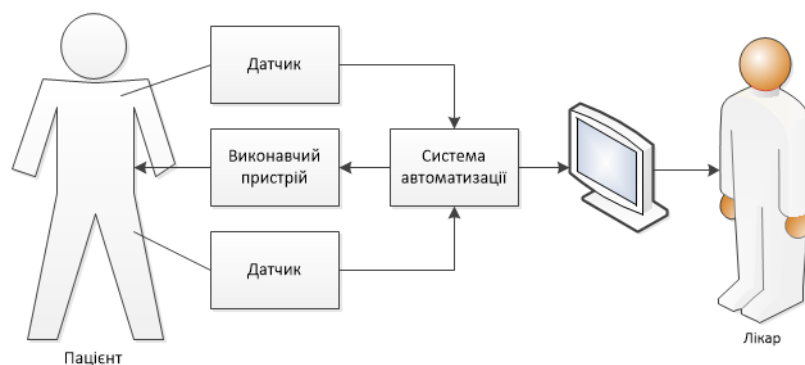 Датчик
Виконавчий
пристрій
Система
автоматизації
Датчик
Пацієнт
Лікар